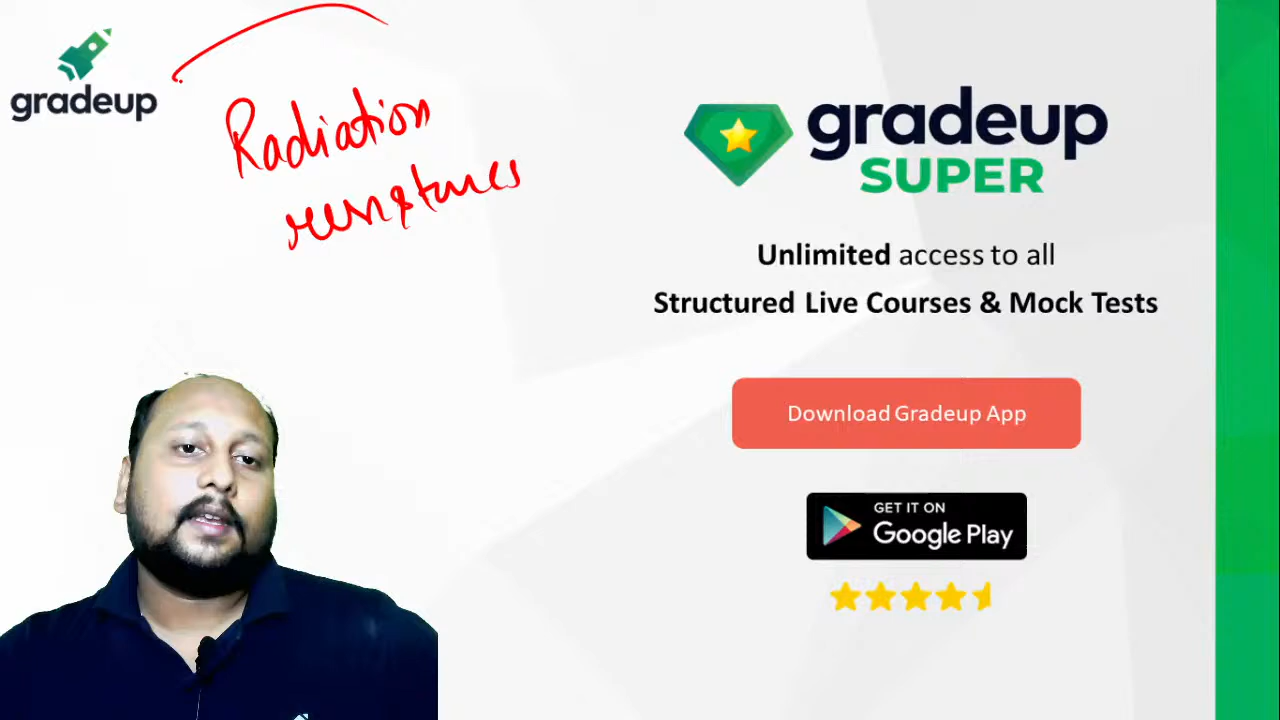 gradeup
Radiation
gradeup
SUPER
Unlimited access to all
Structured Live Courses & Mock Tests
Download Gradeup App
GET IT ON
Google Play